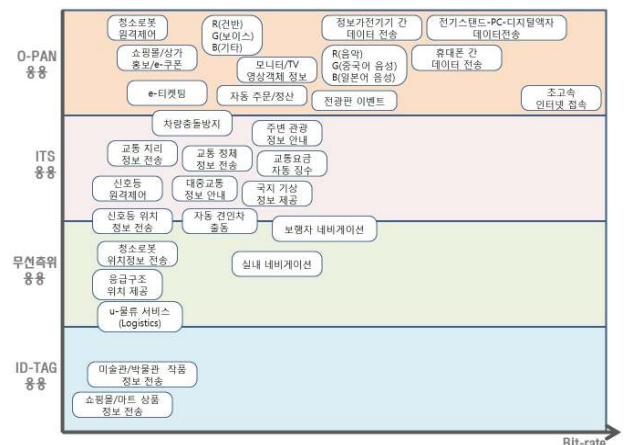 O-PAN
응용
청소로봇
원격제어
R(건반)
G(보이스)
B(기타)
정보가전기기 간
데이터 전송
전기스탠드-PC-디지털액자
데이터전송
쇼핑몰/상가
홍보/e-쿠폰
모니터/TV
영상객체 정보
R(음악)
G(중국어 음성)
B(일본어 음성)
휴대폰 간
데이터 전송
e-티켓팅
자동 주문/정산
전광판 이벤트
초고속
인터넷 접속
ITS
응용
차량충돌방지
주변 관광
정보 안내
교통 지리
정보 전송
교통 정체
정보 전송
교통요금
자동 징수
신호등
원격제어
대중교통
정보 안내
국지 기상
정보 제공
신호등 위치
정보 전송
자동 견인차
출동
보행자 네비게이션
무선측위
응용
청소로봇
위치정보 전송
실내 네비게이션
응급구조
위치 제공
u-물류 서비스
(Logistics)
ID-TAG
응용
미술관/박물관 작품
정보 전송
쇼핑몰/마트 상품
정보 전송
Bit-rate